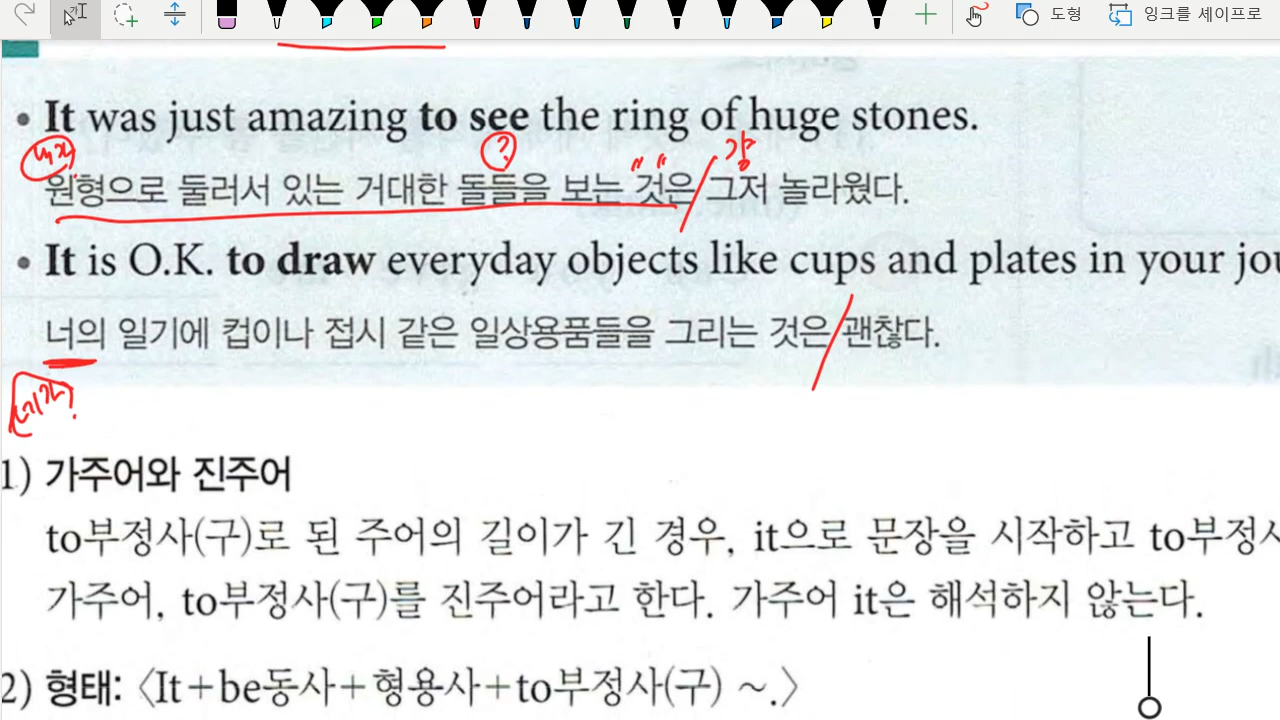 도형 잉크를 셰이프로
• It was just amazing to see the ring of huge stones.
? 걍
원형으로 둘러서 있는 거대한 돌들을 보는 것은 그저 놀라웠다.
• It is O.K. to draw everyday objects like cups and plates in your jou
너의 일기에 컵이나 접시 같은 일상용품들을 그리는 것은 괜찮다.
네가?
1) 가주어와 진주어
to부정사(구)로 된 주어의 길이가 긴 경우, it으로 문장을 시작하고 to부정사
가주어, to부정사(구)를 진주어라고 한다. 가주어 it은 해석하지 않는다.
2) 형태: 〈It+be동사+형용사+to부정사(구) ~.〉